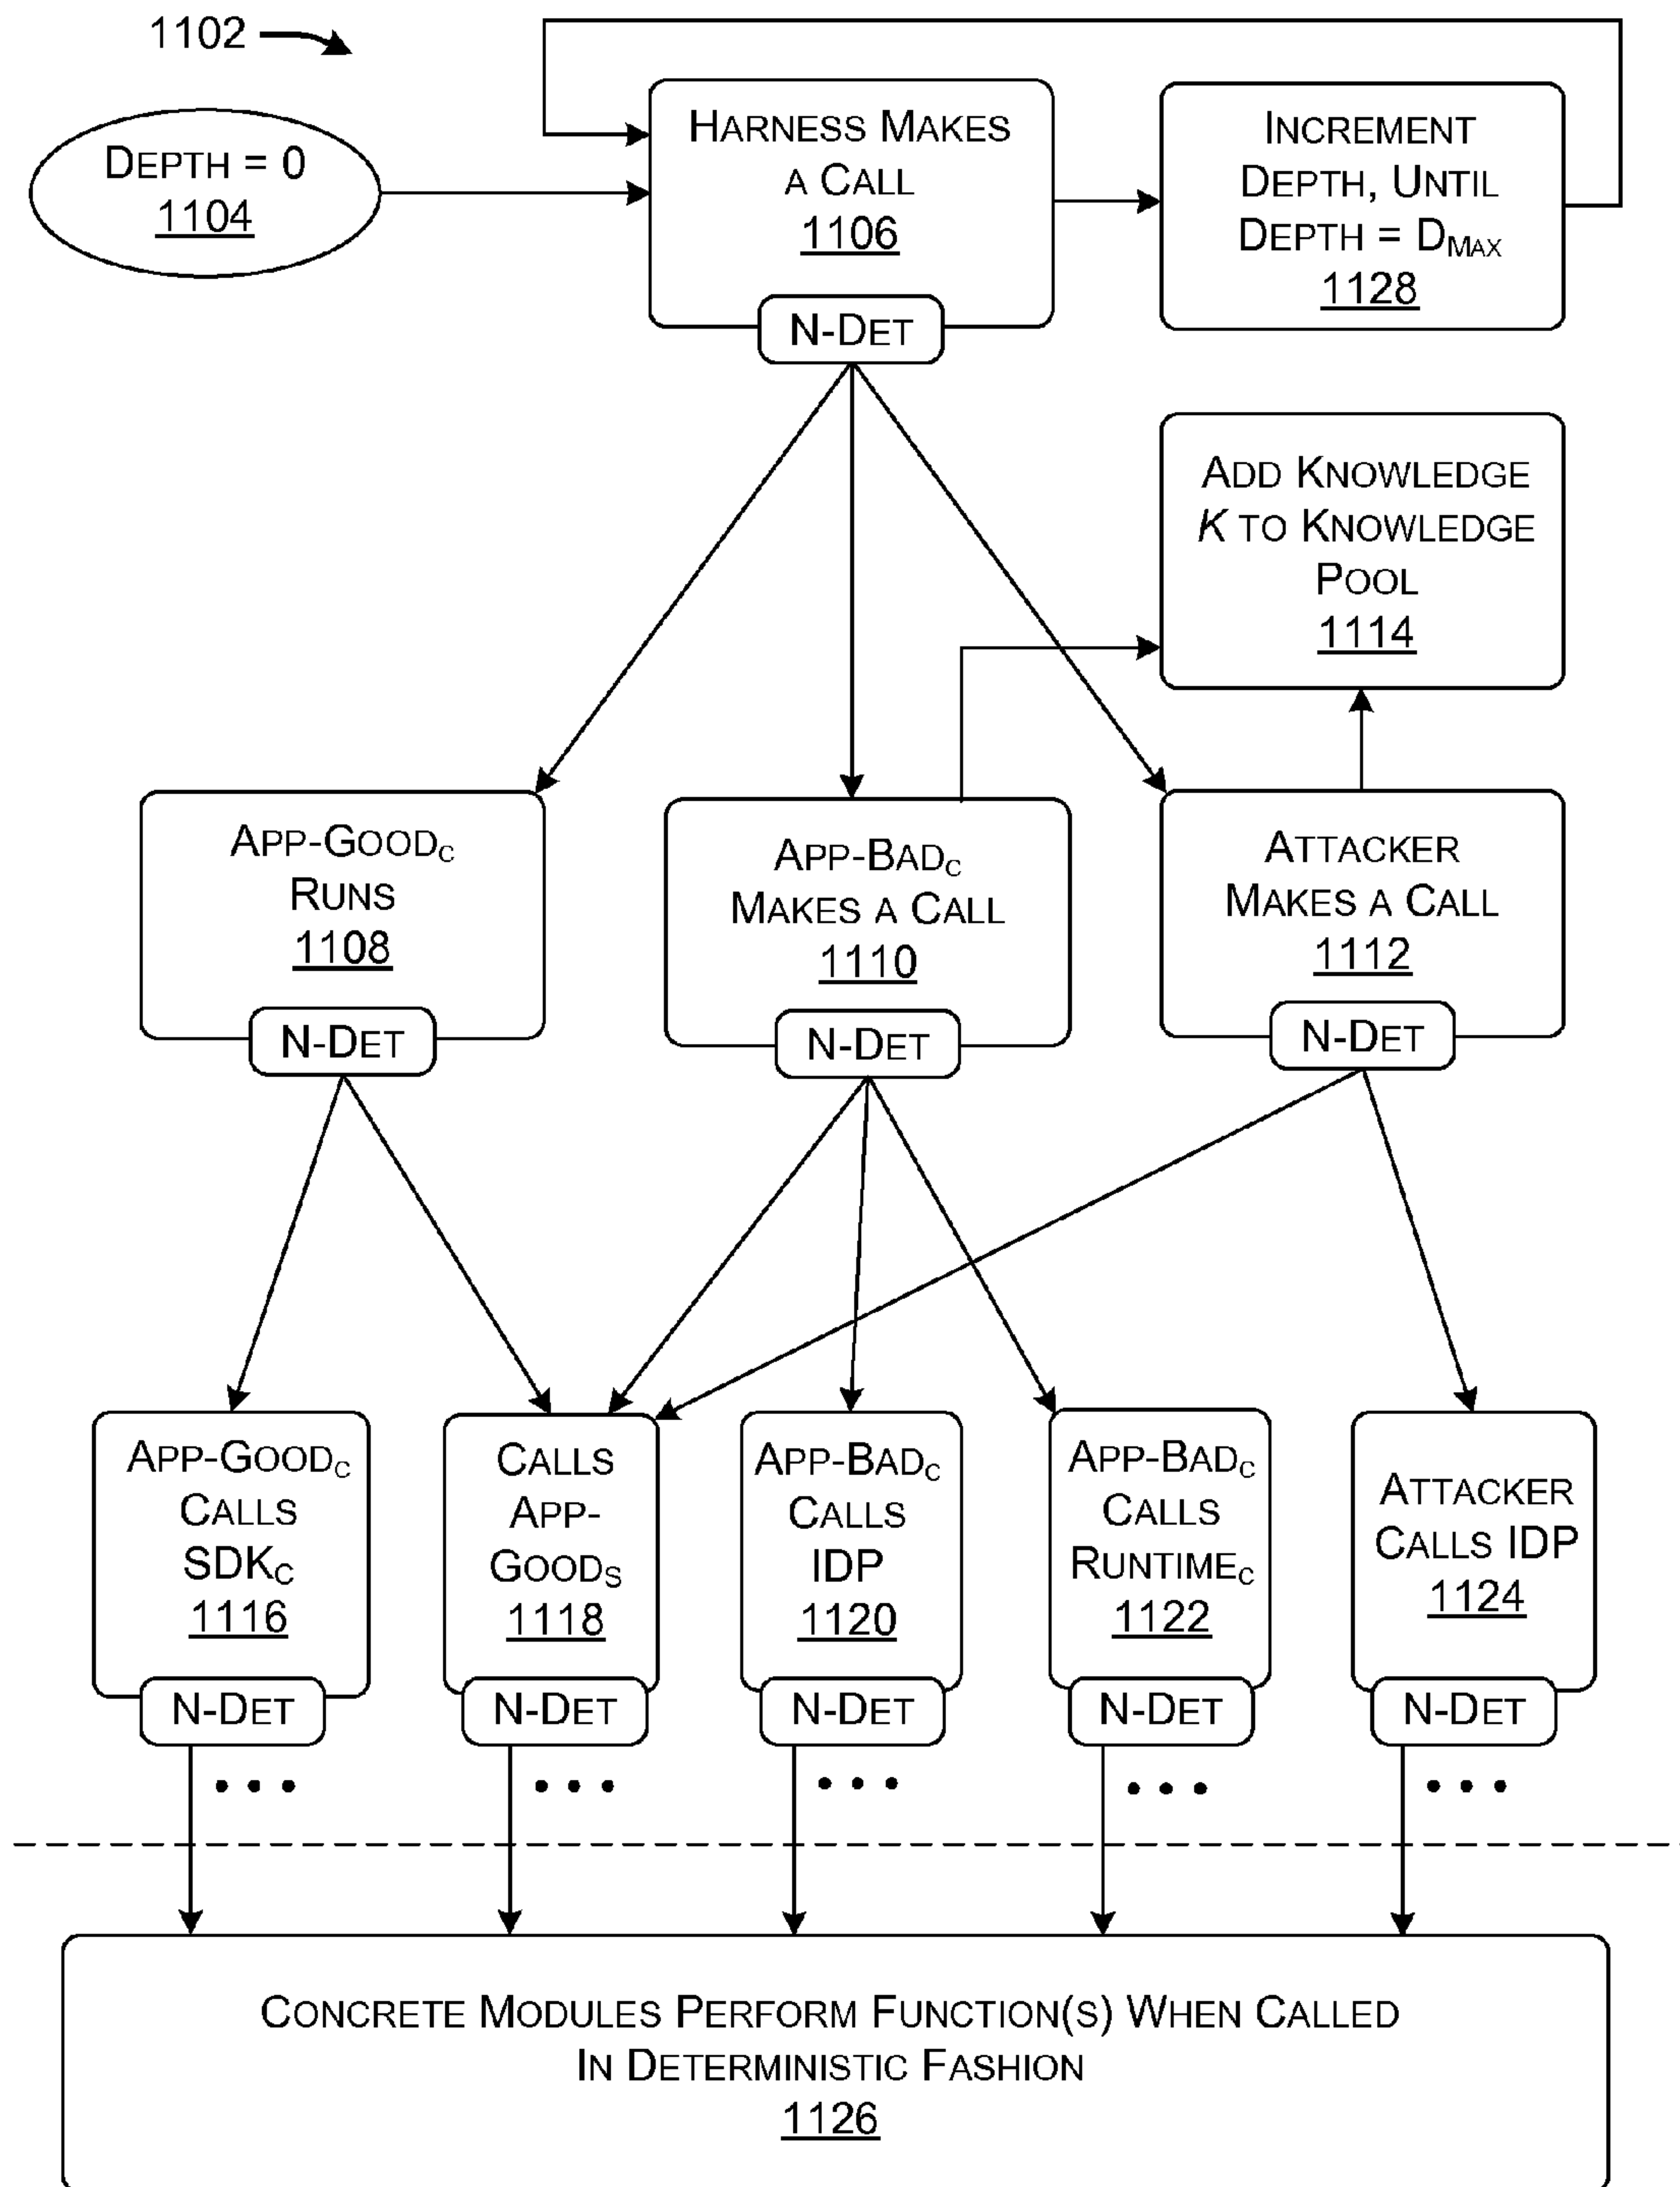 1102
DEPTH = 0
1104
HARNESS MAKES
A CALL
1106
N-DET
INCREMENT
DEPTH, UNTIL
DEPTH = DMAX
1128
ADD KNOWLEDGE
K TO KNOWLEDGE
POOL
1114
APP-GOODC
RUNS
1108
N-DET
APP-BADC
MAKES A CALL
1110
N-DET
ATTACKER
MAKES A CALL
1112
N-DET
APP-GOODC
CALLS
SDKC
1116
N-DET
CALLS
APP-
GOODS
1118
N-DET
APP-BADC
CALLS
IDP
1120
N-DET
APP-BADC
CALLS
RUNTIMEC
1122
N-DET
ATTACKER
CALLS IDP
1124
N-DET
CONCRETE MODULES PERFORM FUNCTION(S) WHEN CALLED
IN DETERMINISTIC FASHION
1126